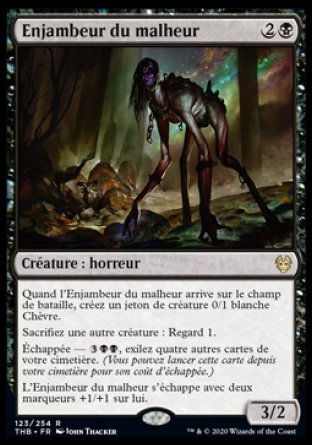 Enjambeur du malheur 2
Créature : horreur
Quand l'Enjambeur du malheur arrive sur le champ
de bataille, créez un jeton de créature 0/1 blanche
Chèvre.
Sacrifiez une autre créature : Regard 1.
Échappée — 3, exilez quatre autres cartes de
votre cimetière. (Vous pouvez lancer cette carte depuis
votre cimetière pour son coût d'échappée.)
L'Enjambeur du malheur s'échappe avec deux
marqueurs +1/+1 sur lui.
3/2
123/254 R
THB • FR JOHN THACKER
™ & © 2020 Wizards of the Coast